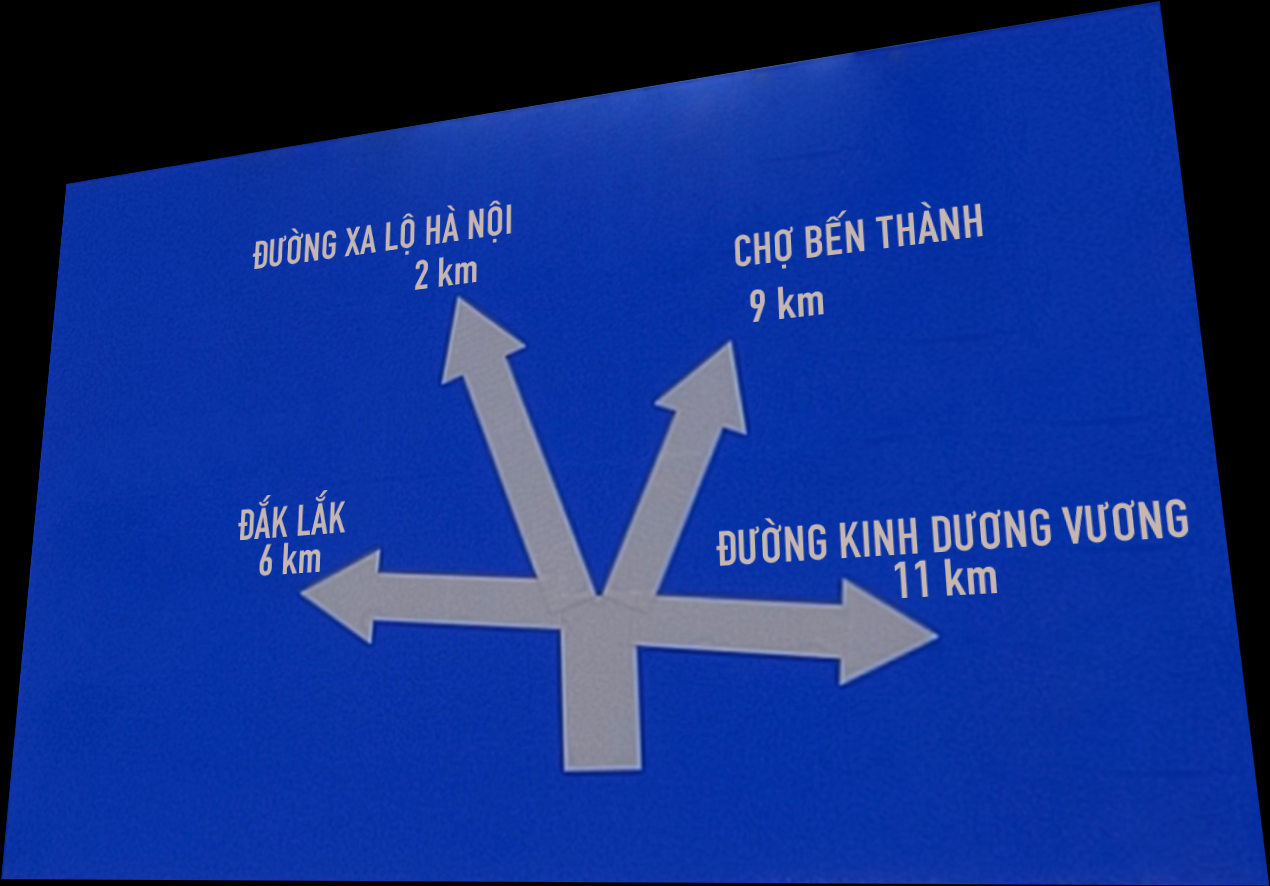 ĐƯỜNG XA LỘ HÀ NỘI
2 km
CHỢ BẾN THÀNH
9 km
ĐẮK LẮK
6 km
ĐƯỜNG KINH DƯƠNG VƯƠNG
11 km